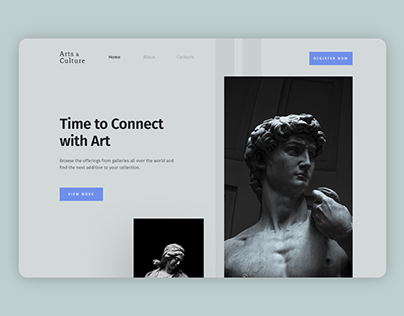 Arts &
Culture
Home
About
Contacts
REGISTER NOW
Time to Connect
with Art
Browse the offerings from galleries all over the world and
find the next addition to your collection.
VIEW MORE